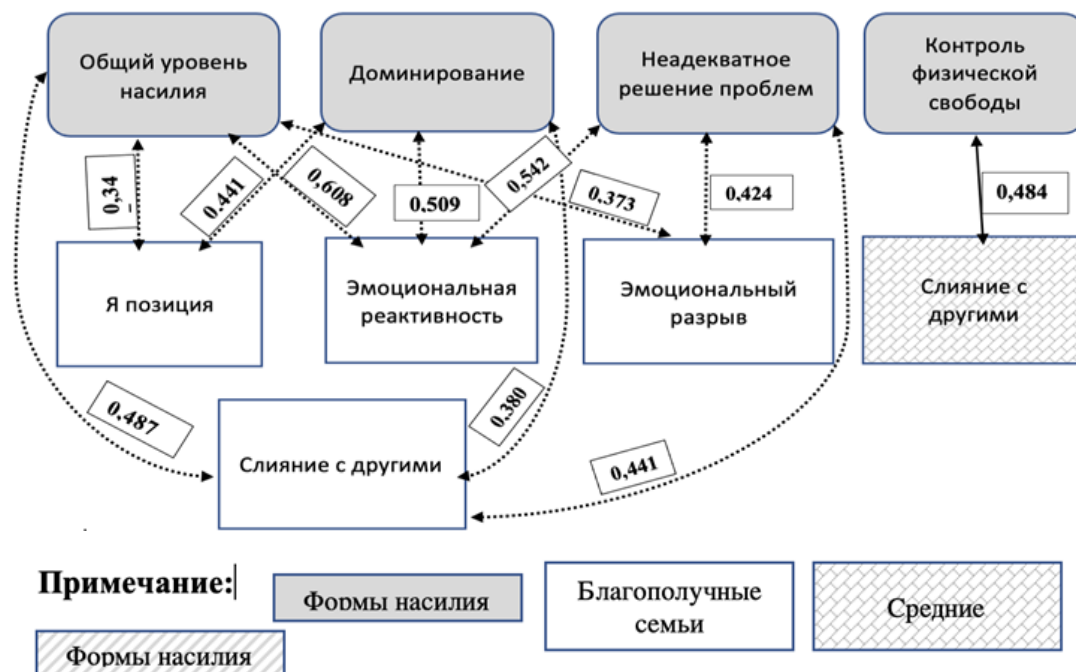 Общий уровень
насилия
Доминирование
Неадекватное
решение проблем
Контроль
физической
свободы
0,34
0.441
0,608
0,509
0,542
0,373
0,424
0,484
Я позиция
Эмоциональная
реактивность
Эмоциональный
разрыв
Слияние с
другими
0,487
0,380
0,441
Слияние с другими
Примечание:
Формы насилия
Благополучные
семьи
Средние
Формы насилия